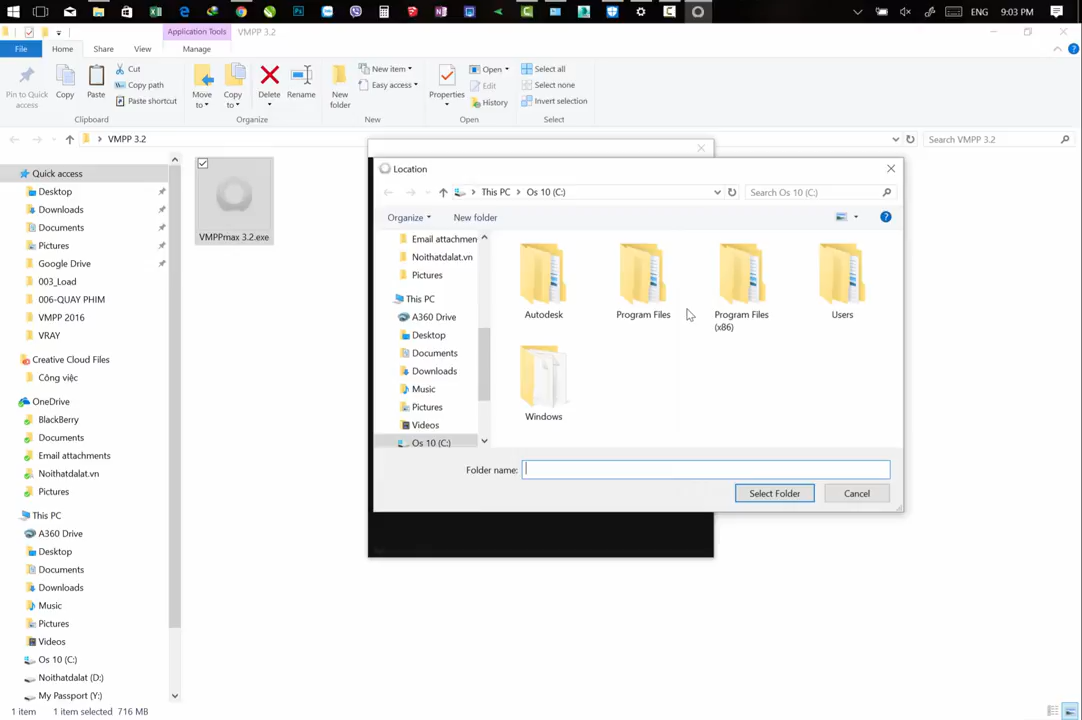 ENG
9:03 PM
Application Tools
VMPP 3.2
File
Home
Share
View
Manage
Pin to Quick
access
Copy
Paste
Cut
Copy path
Paste shortcut
Clipboard
Move
to
Copy
to
Delete
Rename
Organize
New
folder
New item
Easy access
New
Properties
Open
Edit
History
Open
Select all
Select none
Invert selection
Select
VMPP 3.2
Search VMPP 3.2
Quick access
Desktop
Downloads
Documents
Pictures
Google Drive
003_Load
006-QUAY PHIM
VMPP 2016
VRAY
Creative Cloud Files
Công việc
OneDrive
BlackBerry
Documents
Email attachments
Noithatdalat.vn
Pictures
This PC
A360 Drive
Desktop
Documents
Downloads
Music
Pictures
Videos
Os 10 (C:)
Noithatdalat (D:)
My Passport (Y:)
VMPPmax 3.2.exe
Location
This PC
Os 10 (C:)
Search Os 10 (C:)
Organize
New folder
Email attachmen
Noithatdalat.vn
Pictures
This PC
A360 Drive
Desktop
Documents
Downloads
Music
Pictures
Videos
Os 10 (C:)
Autodesk
Program Files
Program Files
(x86)
Users
Windows
Folder name:
Select Folder
Cancel
1 item
1 item selected 716 MB